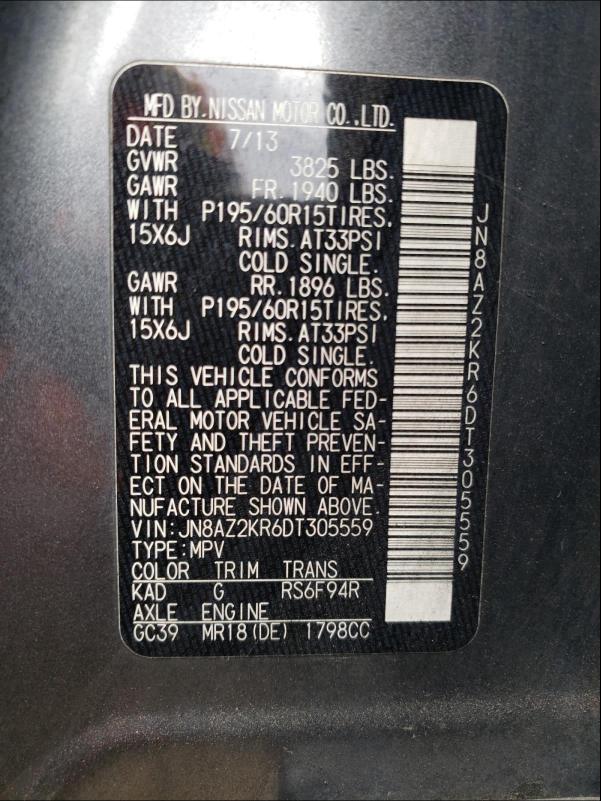 MFD BY.NISSAN MOTOR CO.,LTD.
DATE 7/13
GVWR 3825 LBS.
GAWR FR.1940 LBS.
WITH P195/60R15TIRES,
15X6J RIMS.AT33PSI
COLD SINGLE.
GAWR RR.1896 LBS.
WITH P195/60R15TIRES,
15X6J RIMS.AT33PSI
COLD SINGLE.
THIS VEHICLE CONFORMS
TO ALL APPLICABLE FED-
ERAL MOTOR VEHICLE SA-
FETY AND THEFT PREVEN-
TION STANDARDS IN EFF-
ECT ON THE DATE OF MA-
NUFACTURE SHOWN ABOVE.
VIN:JN8AZ2KR6DT305559
TYPE:MPV
COLOR TRIM TRANS
KAD G RS6F94R
AXLE ENGINE
GC39 MR18(DE) 1798CC
JN8AZ2KR6DT305559